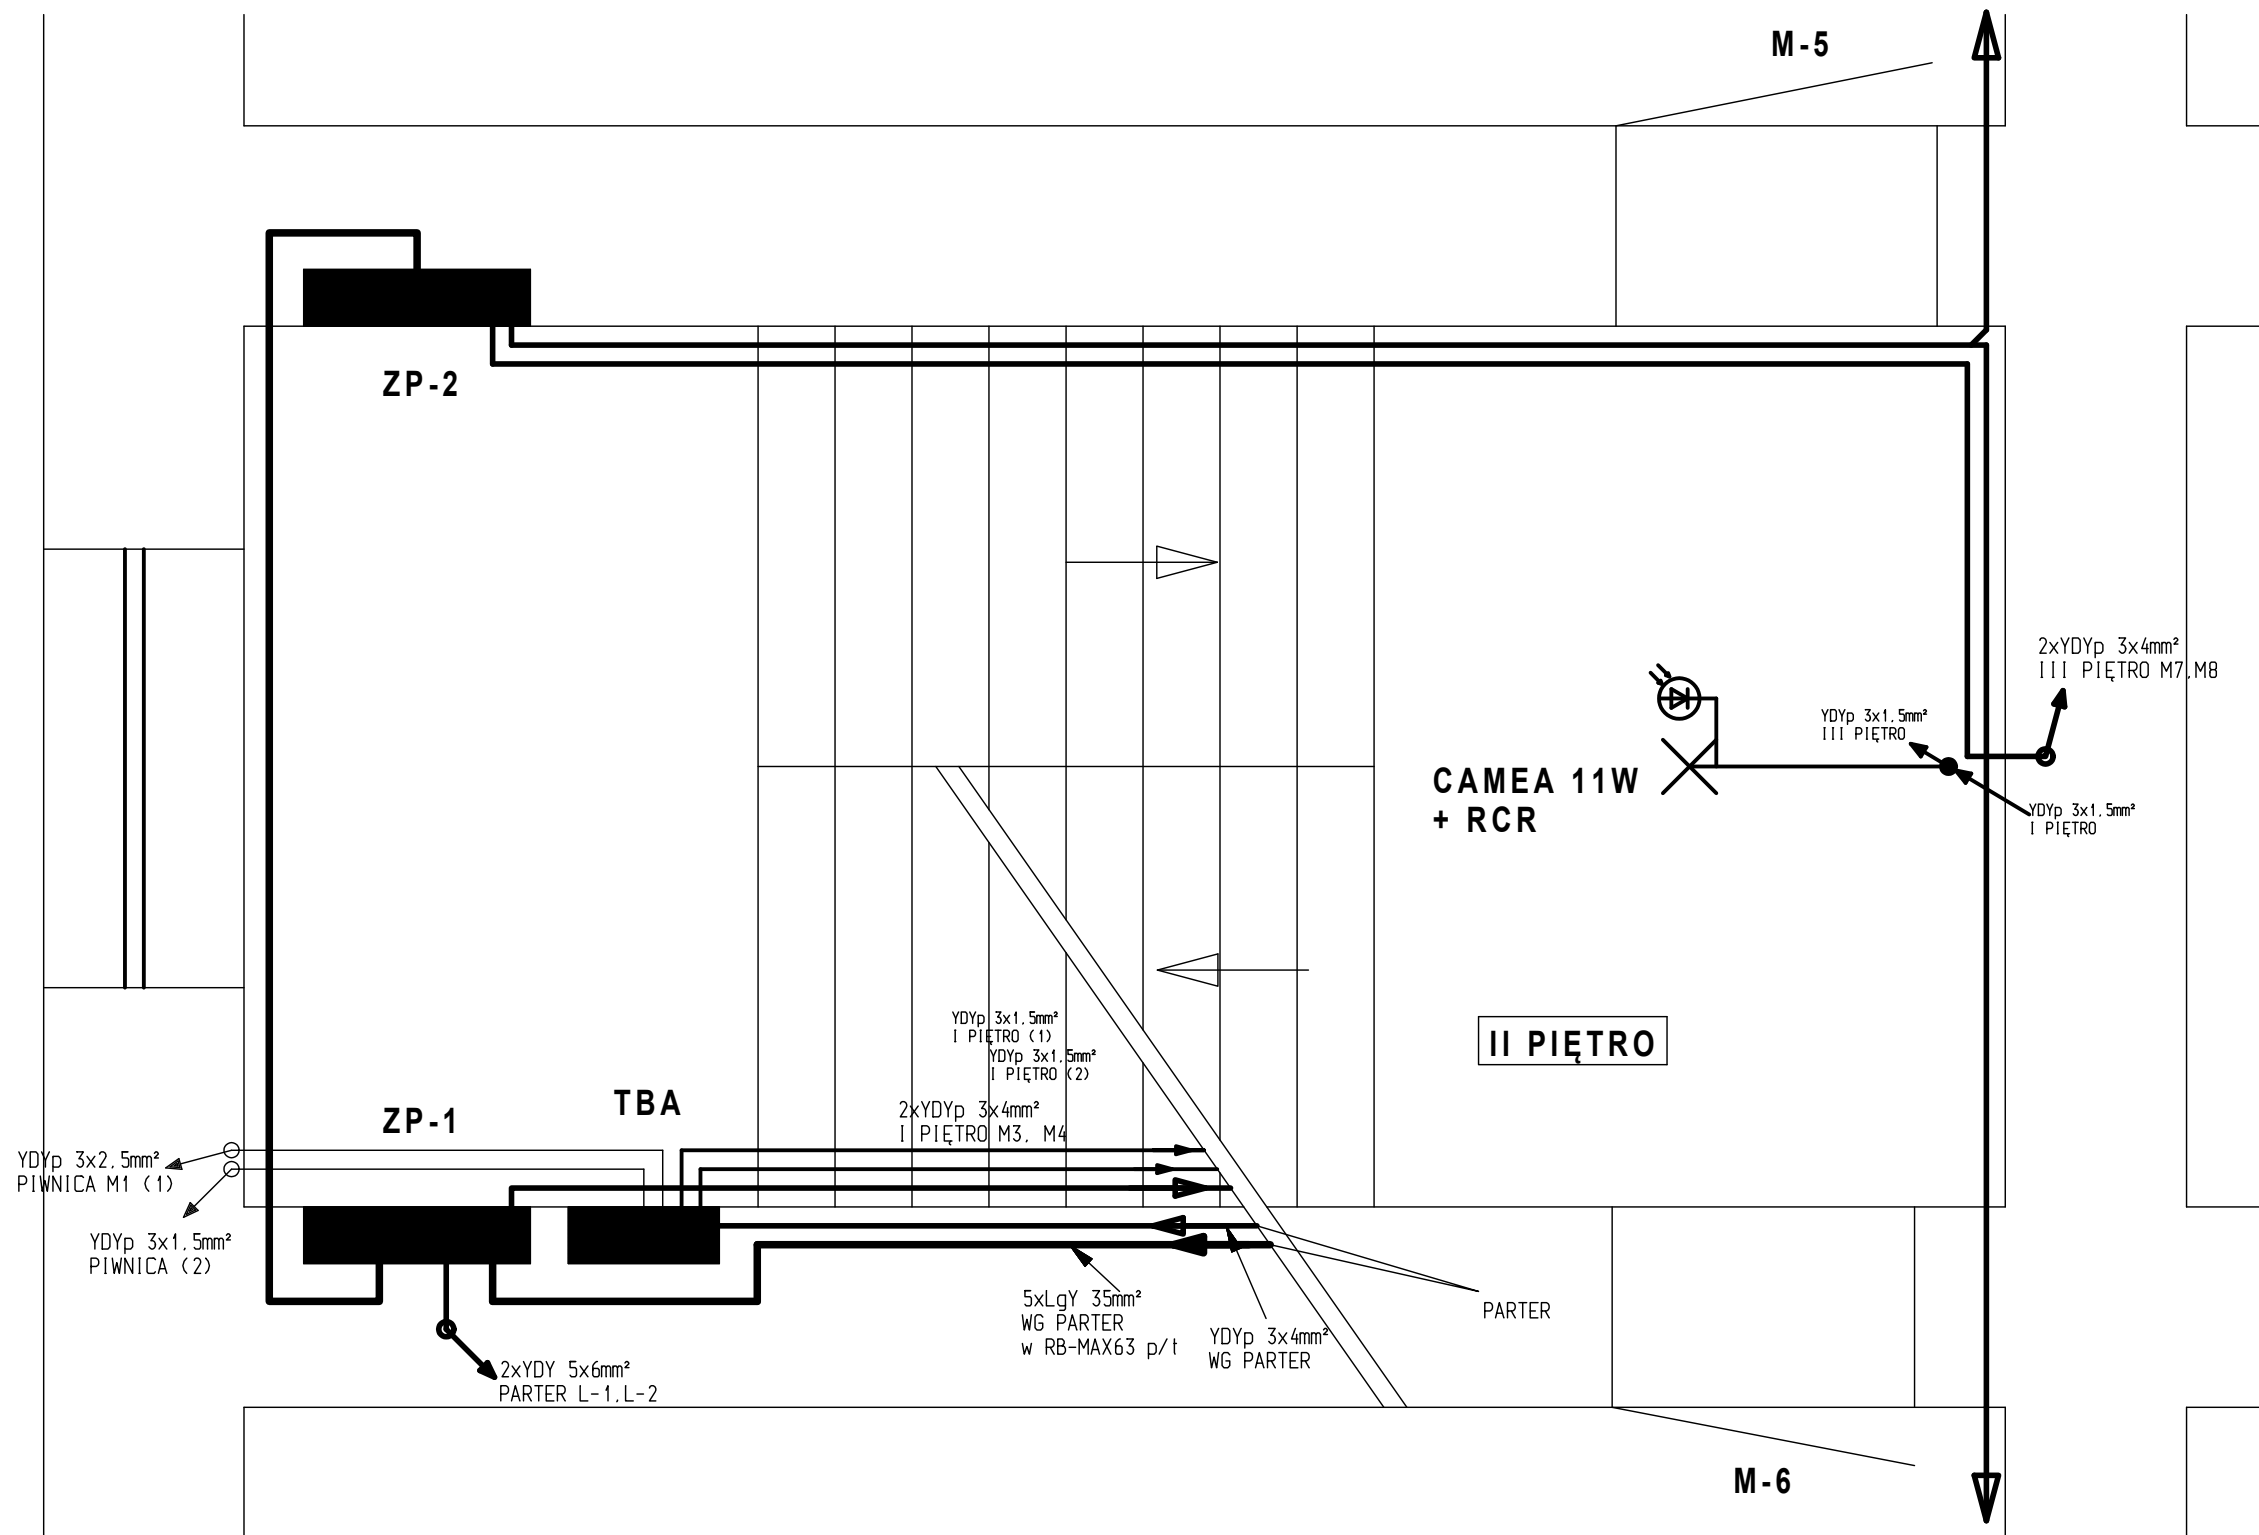 M-5
ZP-2
2xYDYp 3x4mm²
III PIĘTRO M7,M8
YDYp 3x1,5mm²
III PIĘTRO
CAMEA 11W
+ RCR
YDYp 3x1,5mm²
I PIĘTRO
YDYp 3x1,5mm²
I PIĘTRO (1)
YDYp 3x1,5mm²
I PIĘTRO (2)
II PIĘTRO
TBA
ZP-1
2xYDYp 3x4mm²
I PIĘTRO M3, M4
YDYp 3x2,5mm²
PIWNICA M1 (1)
YDYp 3x1,5mm²
PIWNICA (2)
5xLgY 35mm²
WG PARTER
w RB-MAX63 p/t
YDYp 3x4mm²
WG PARTER
PARTER
2xYDY 5x6mm²
PARTER L-1,L-2
M-6